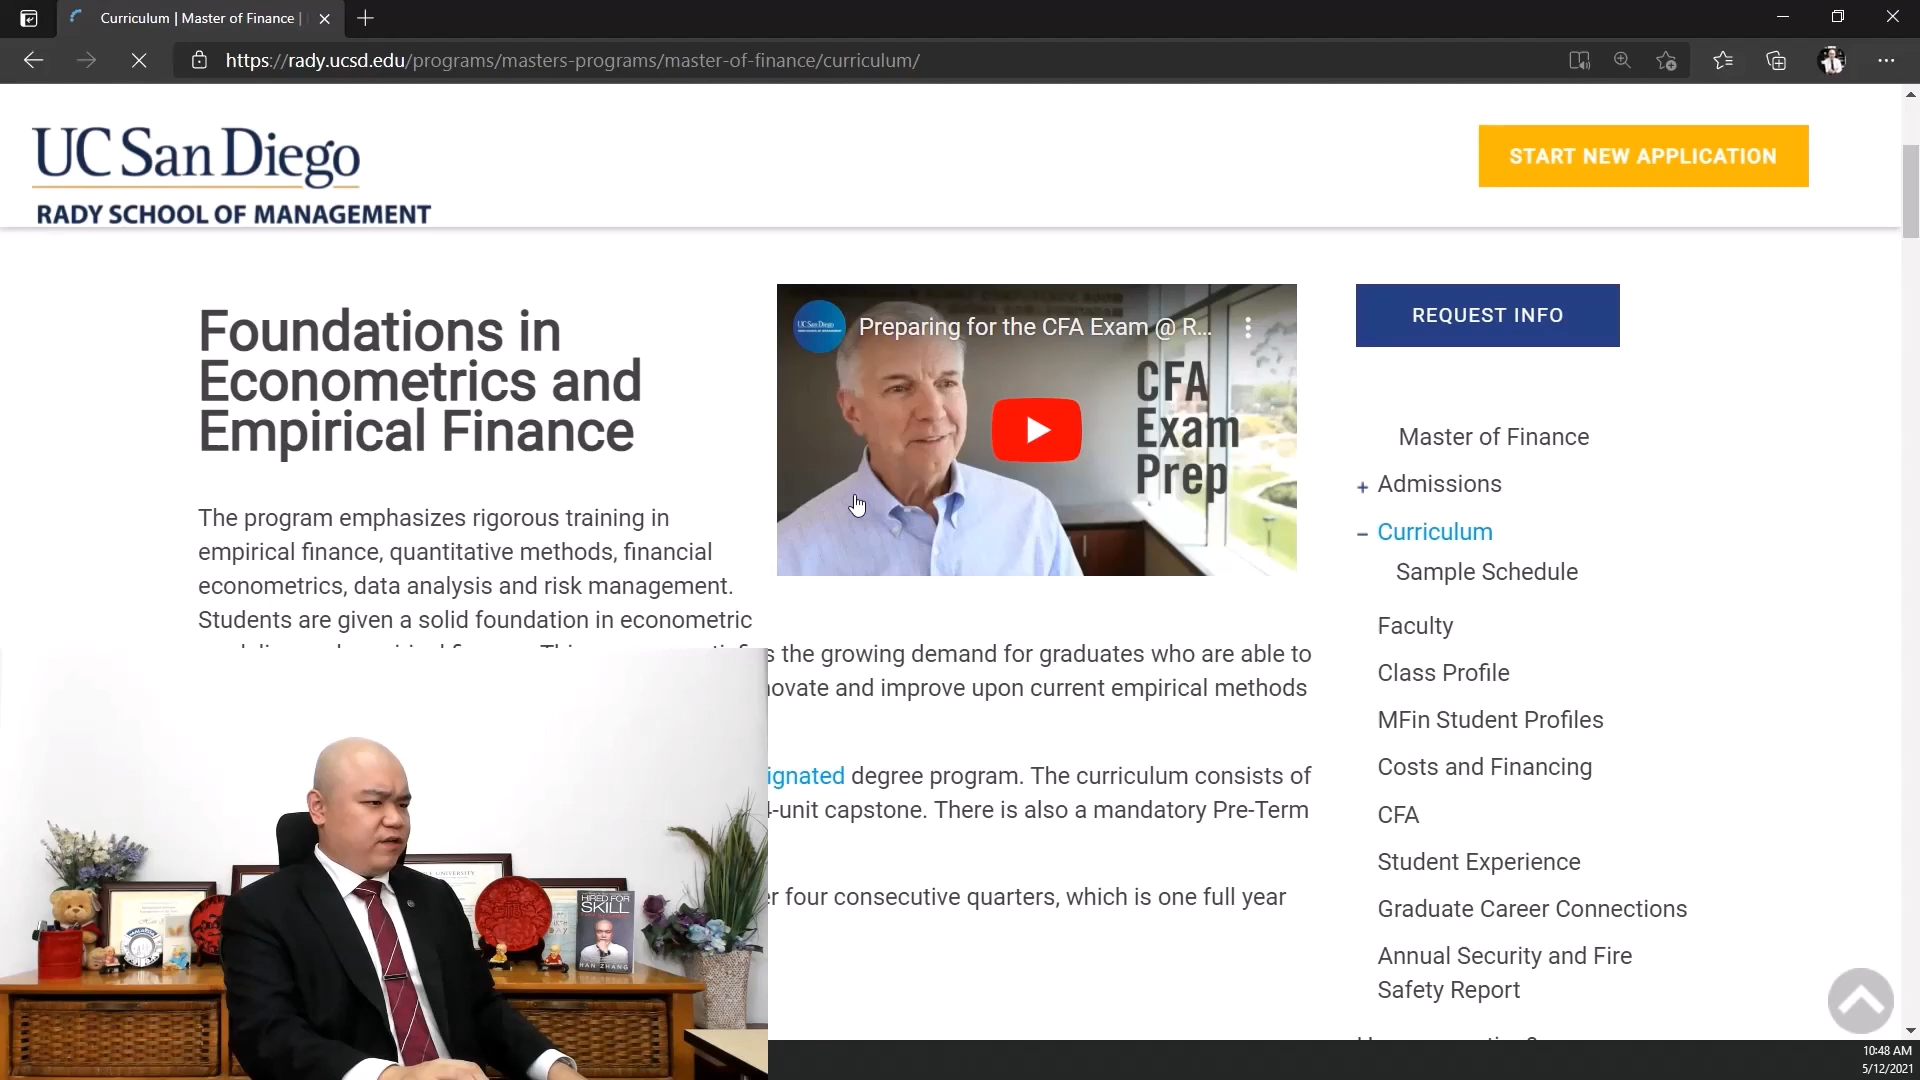 Curriculum | Master of Finance |
https://rady.ucsd.edu/programs/masters-programs/master-of-finance/curriculum/
UC San Diego
RADY SCHOOL OF MANAGEMENT
START NEW APPLICATION
Foundations in
Econometrics and
Empirical Finance
The program emphasizes rigorous training in
empirical finance, quantitative methods, financial
econometrics, data analysis and risk management.
Students are given a solid foundation in econometric
UC San Diego
Preparing for the CFA Exam @ R...
CFA
Exam
Prep
s the growing demand for graduates who are able to
ovate and improve upon current empirical methods
ignated degree program. The curriculum consists of
-unit capstone. There is also a mandatory Pre-Term
r four consecutive quarters, which is one full year
REQUEST INFO
Master of Finance
+ Admissions
– Curriculum
Sample Schedule
Faculty
Class Profile
MFin Student Profiles
Costs and Financing
CFA
Student Experience
Graduate Career Connections
Annual Security and Fire
Safety Report
HIRED FOR
SKILL
HAN ZHANG
10:48 AM
5/12/2021